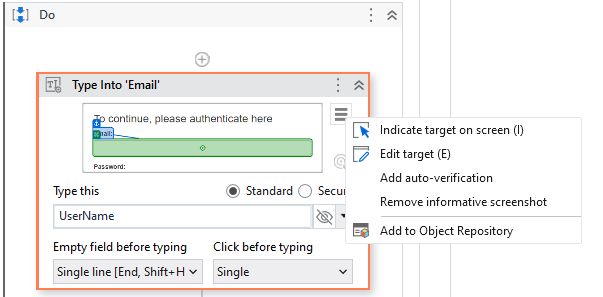 Do
Type Into 'Email'
To continue, please authenticate here
Email:
Password:
Indicate target on screen (I)
Edit target (E)
Add auto-verification
Remove informative screenshot
Add to Object Repository
Type this
Standard
Secur
UserName
Empty field before typing
Click before typing
Single line [End, Shift+H
Single